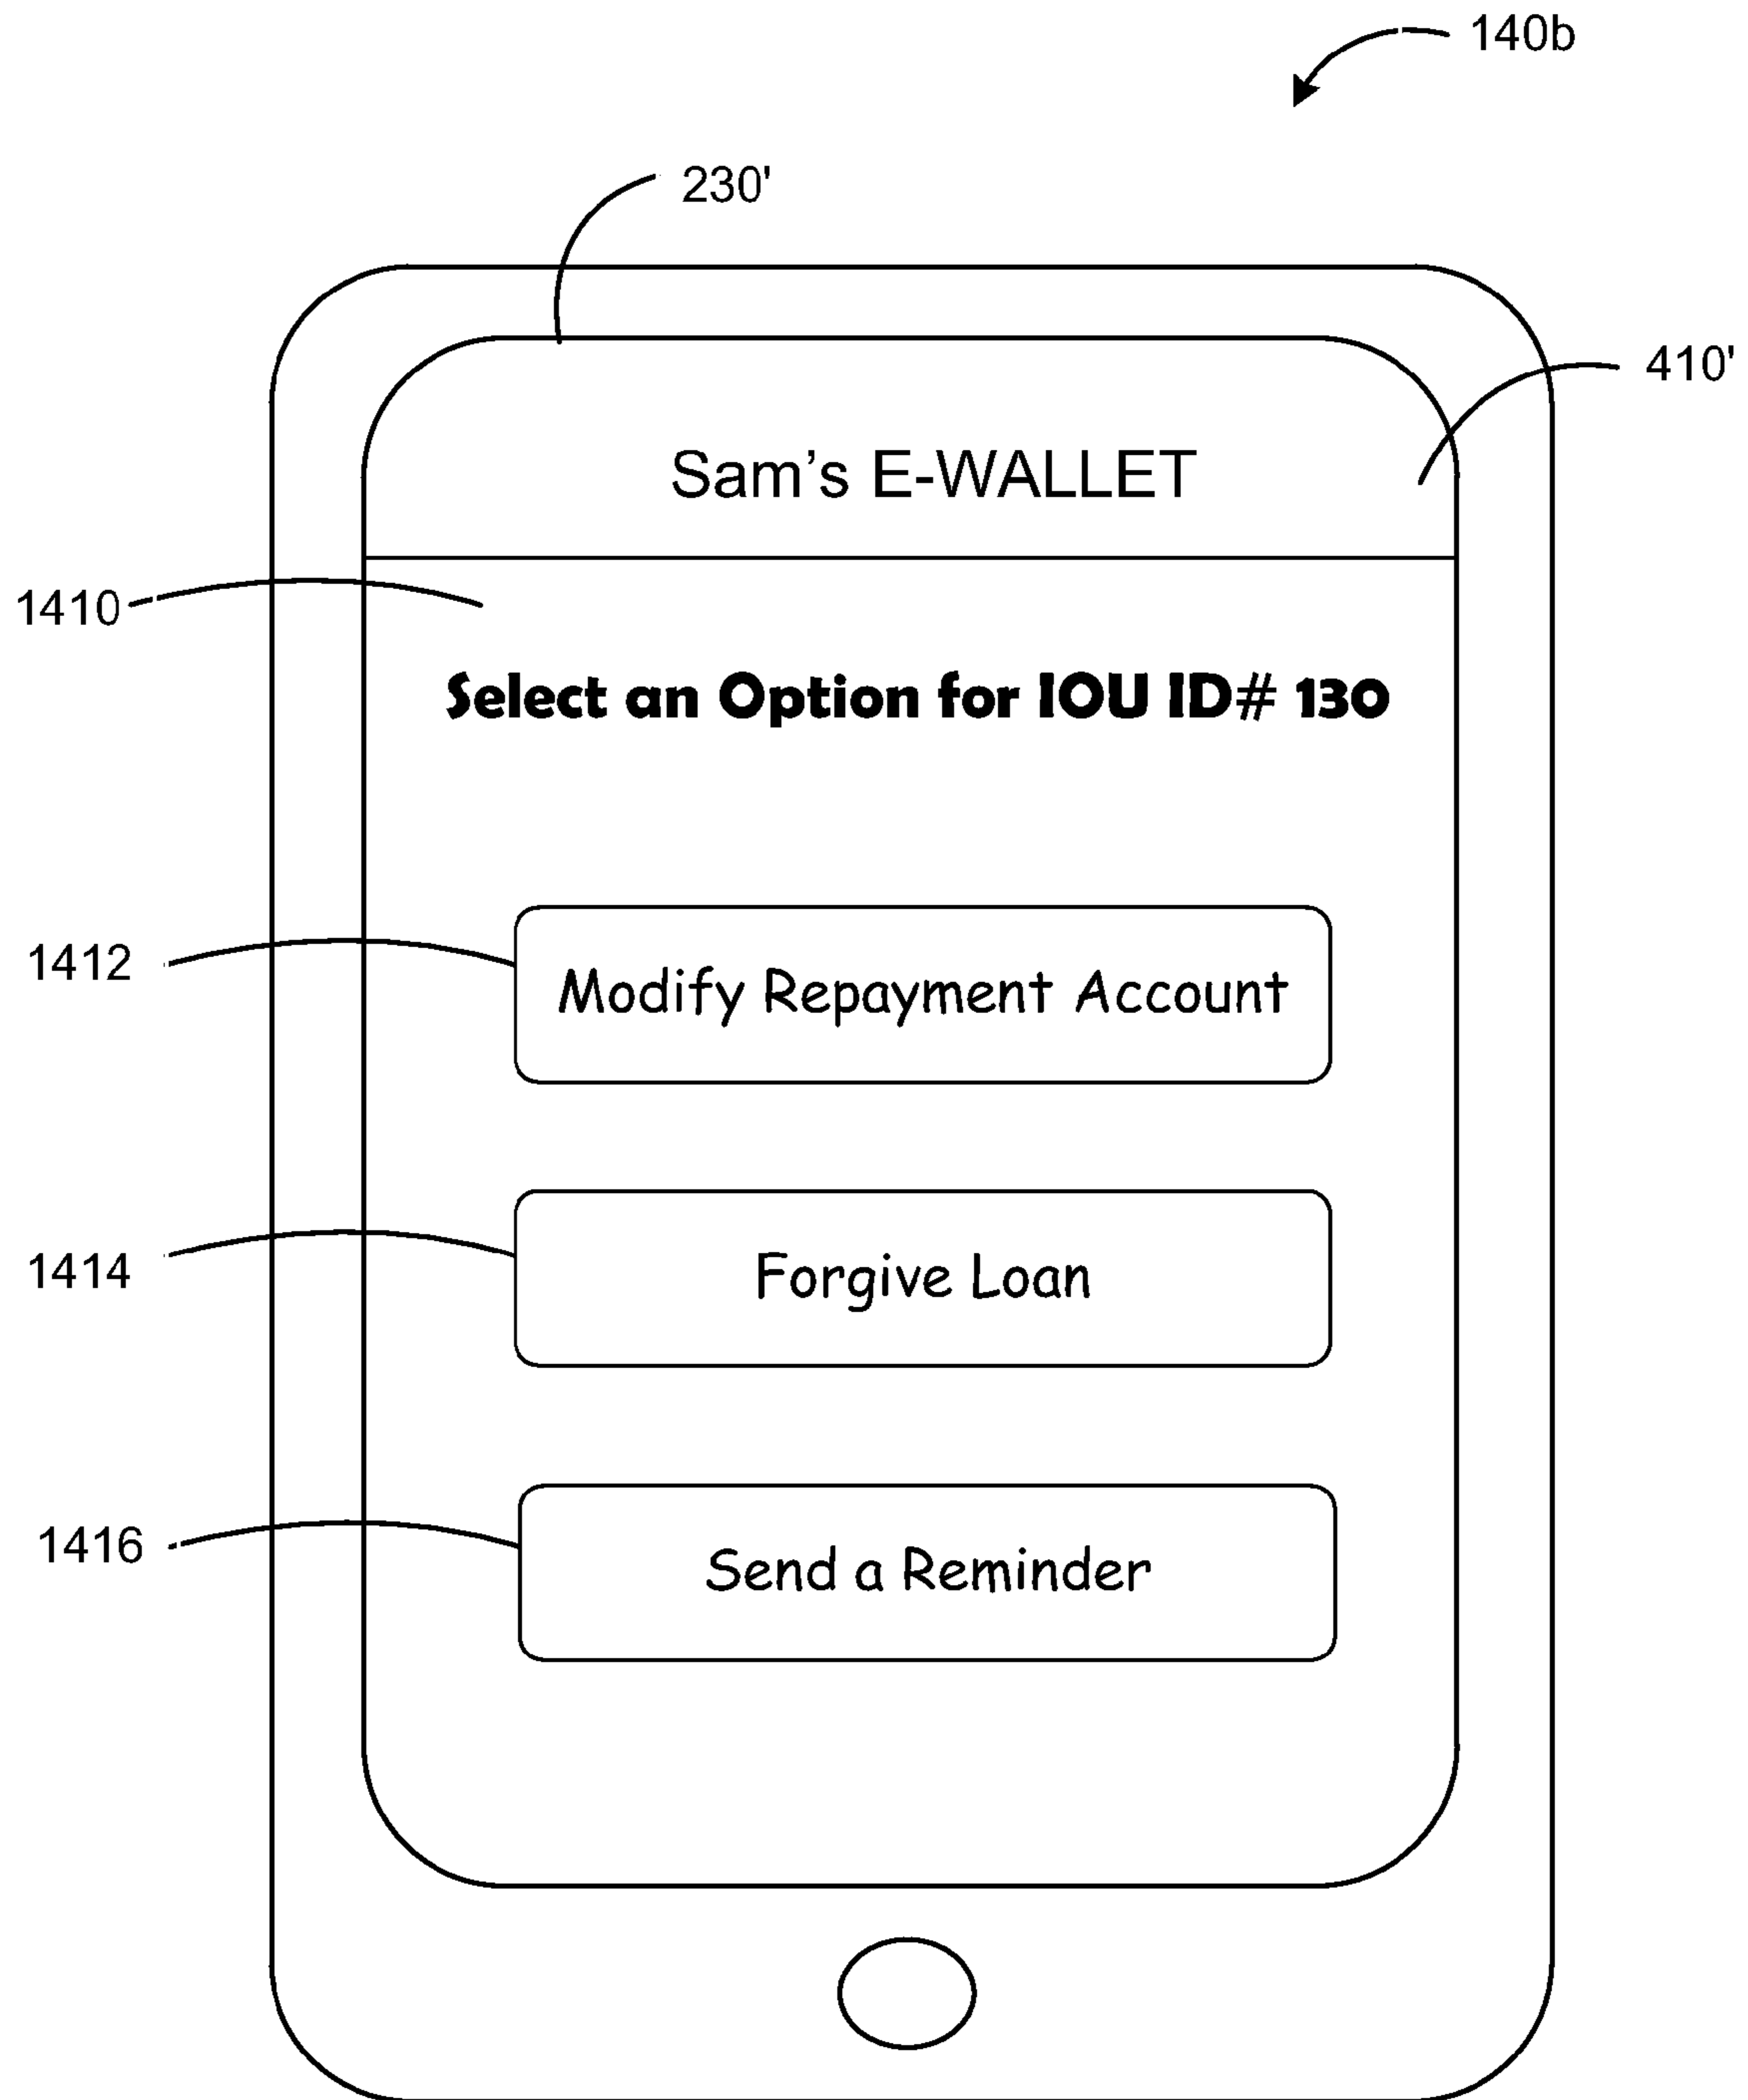 140b
230'
410'
Sam's E-WALLET
1410
Select an Option for IOU ID# 130
1412
Modify Repayment Account
1414
Forgive Loan
1416
Send a Reminder